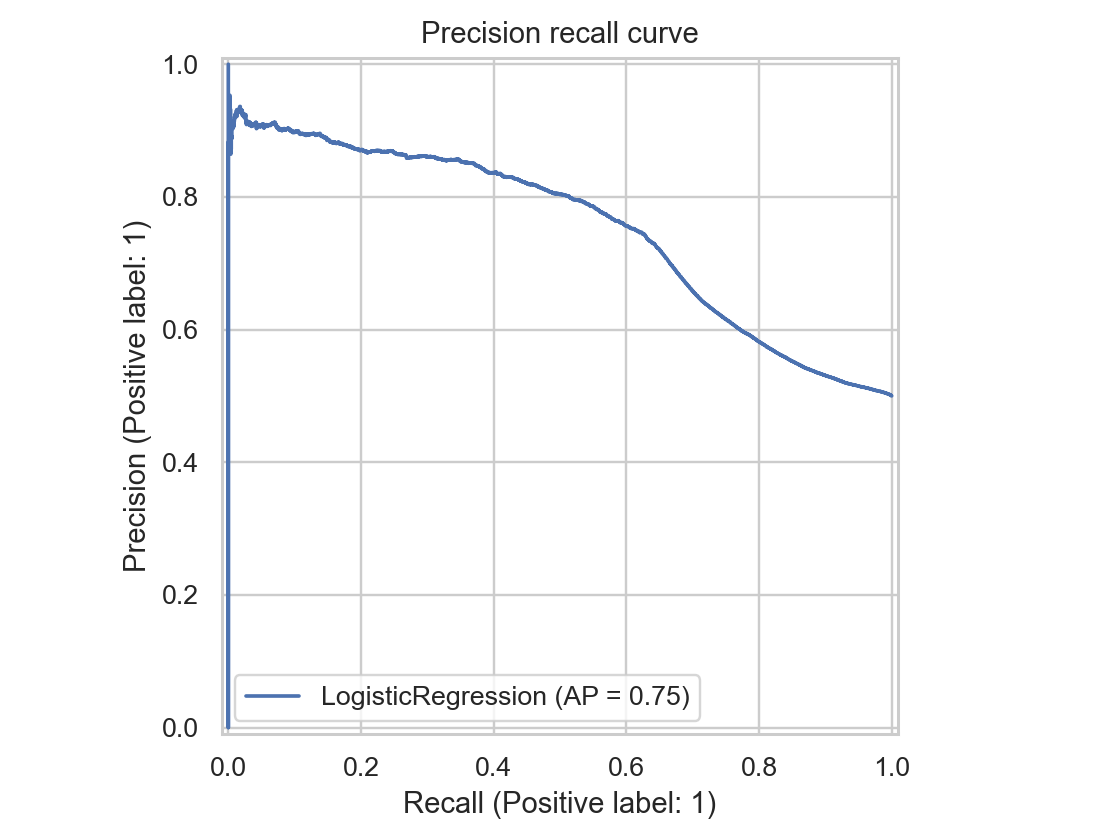 Precision recall curve
1.0
0.8
0.6
0.4
0.2
0.0
Precision (Positive label: 1)
LogisticRegression (AP = 0.75)
0.0 0.2 0.4 0.6 0.8 1.0
Recall (Positive label: 1)